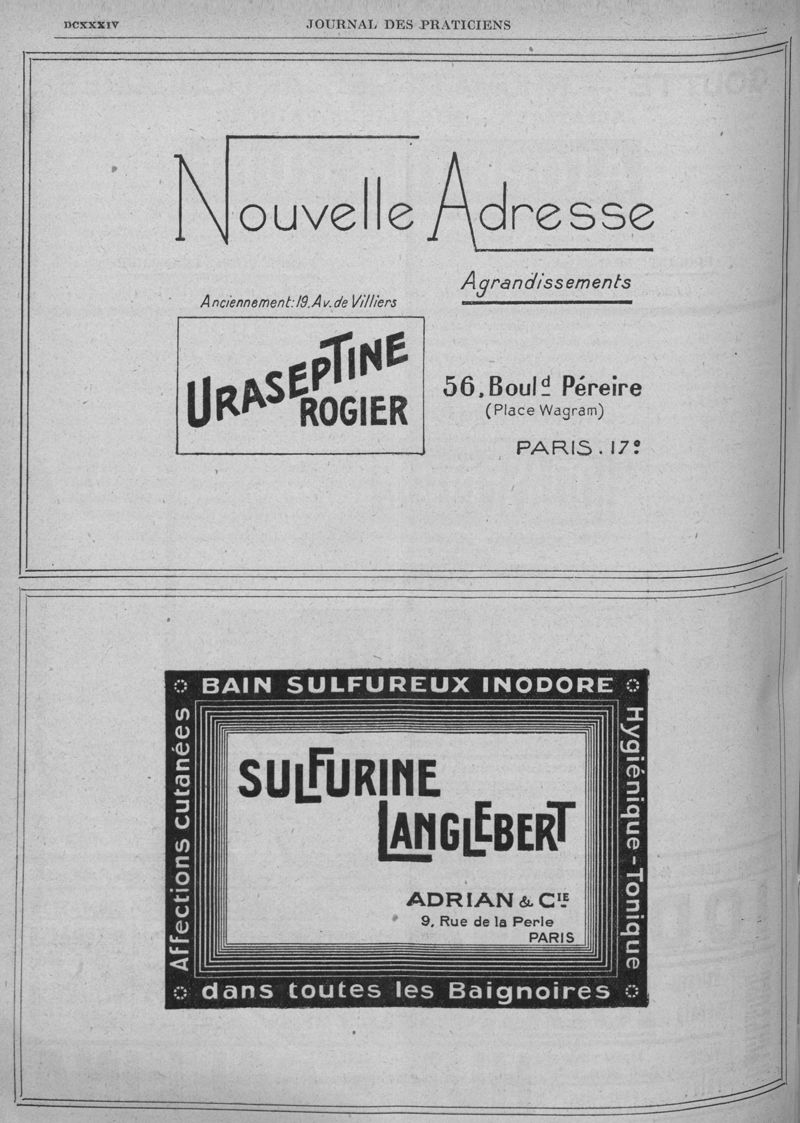 DCXXXIV
JOURNAL DES PRATICIENS
Nouvelle Adresse
Agrandissements
Anciennement: 19. Av. de Villiers
URASEPTINE
ROGIER
56, Boulᵈ Péreire
(Place Wagram)
PARIS. 17ᵉ
BAIN SULFUREUX INODORE
Affections cutanées
Hygiénique - Tonique
SULFURINE
LANGLEBERT
ADRIAN & Cᴵᴱ
9, Rue de la Perle
PARIS
dans toutes les Baignoires